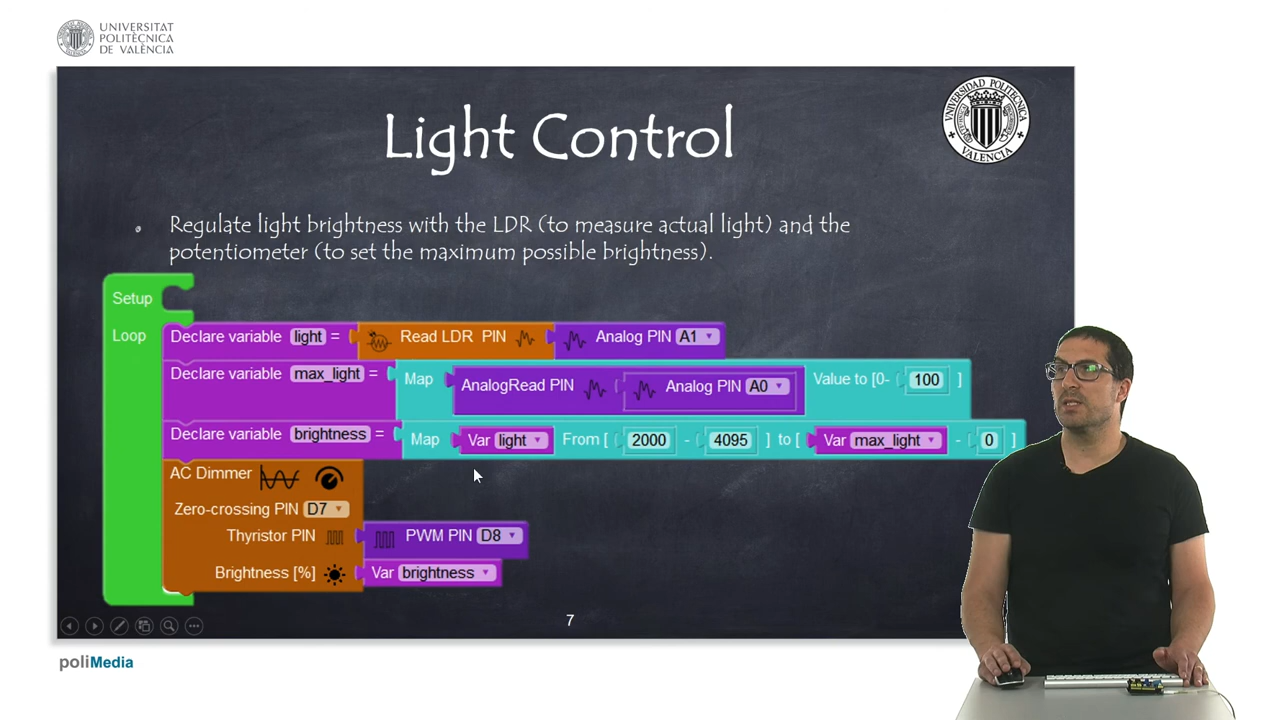 UNIVERSITAT
POLITÈCNICA
DE VALÈNCIA
Light Control
UNIVERSIDAD POLITECNICA
VALENCIA
Regulate light brightness with the LDR (to measure actual light) and the
potentiometer (to set the maximum possible brightness).
Setup
Loop
Declare variable light = Read LDR PIN Analog PIN A1
Declare variable max_light = Map AnalogRead PIN Analog PIN A0 Value to [0- 100 ]
Declare variable brightness = Map Var light From [ 2000 - 4095 ] to [ Var max_light - 0 ]
AC Dimmer
Zero-crossing PIN D7
Thyristor PIN PWM PIN D8
Brightness [%] Var brightness
7
poliMedia